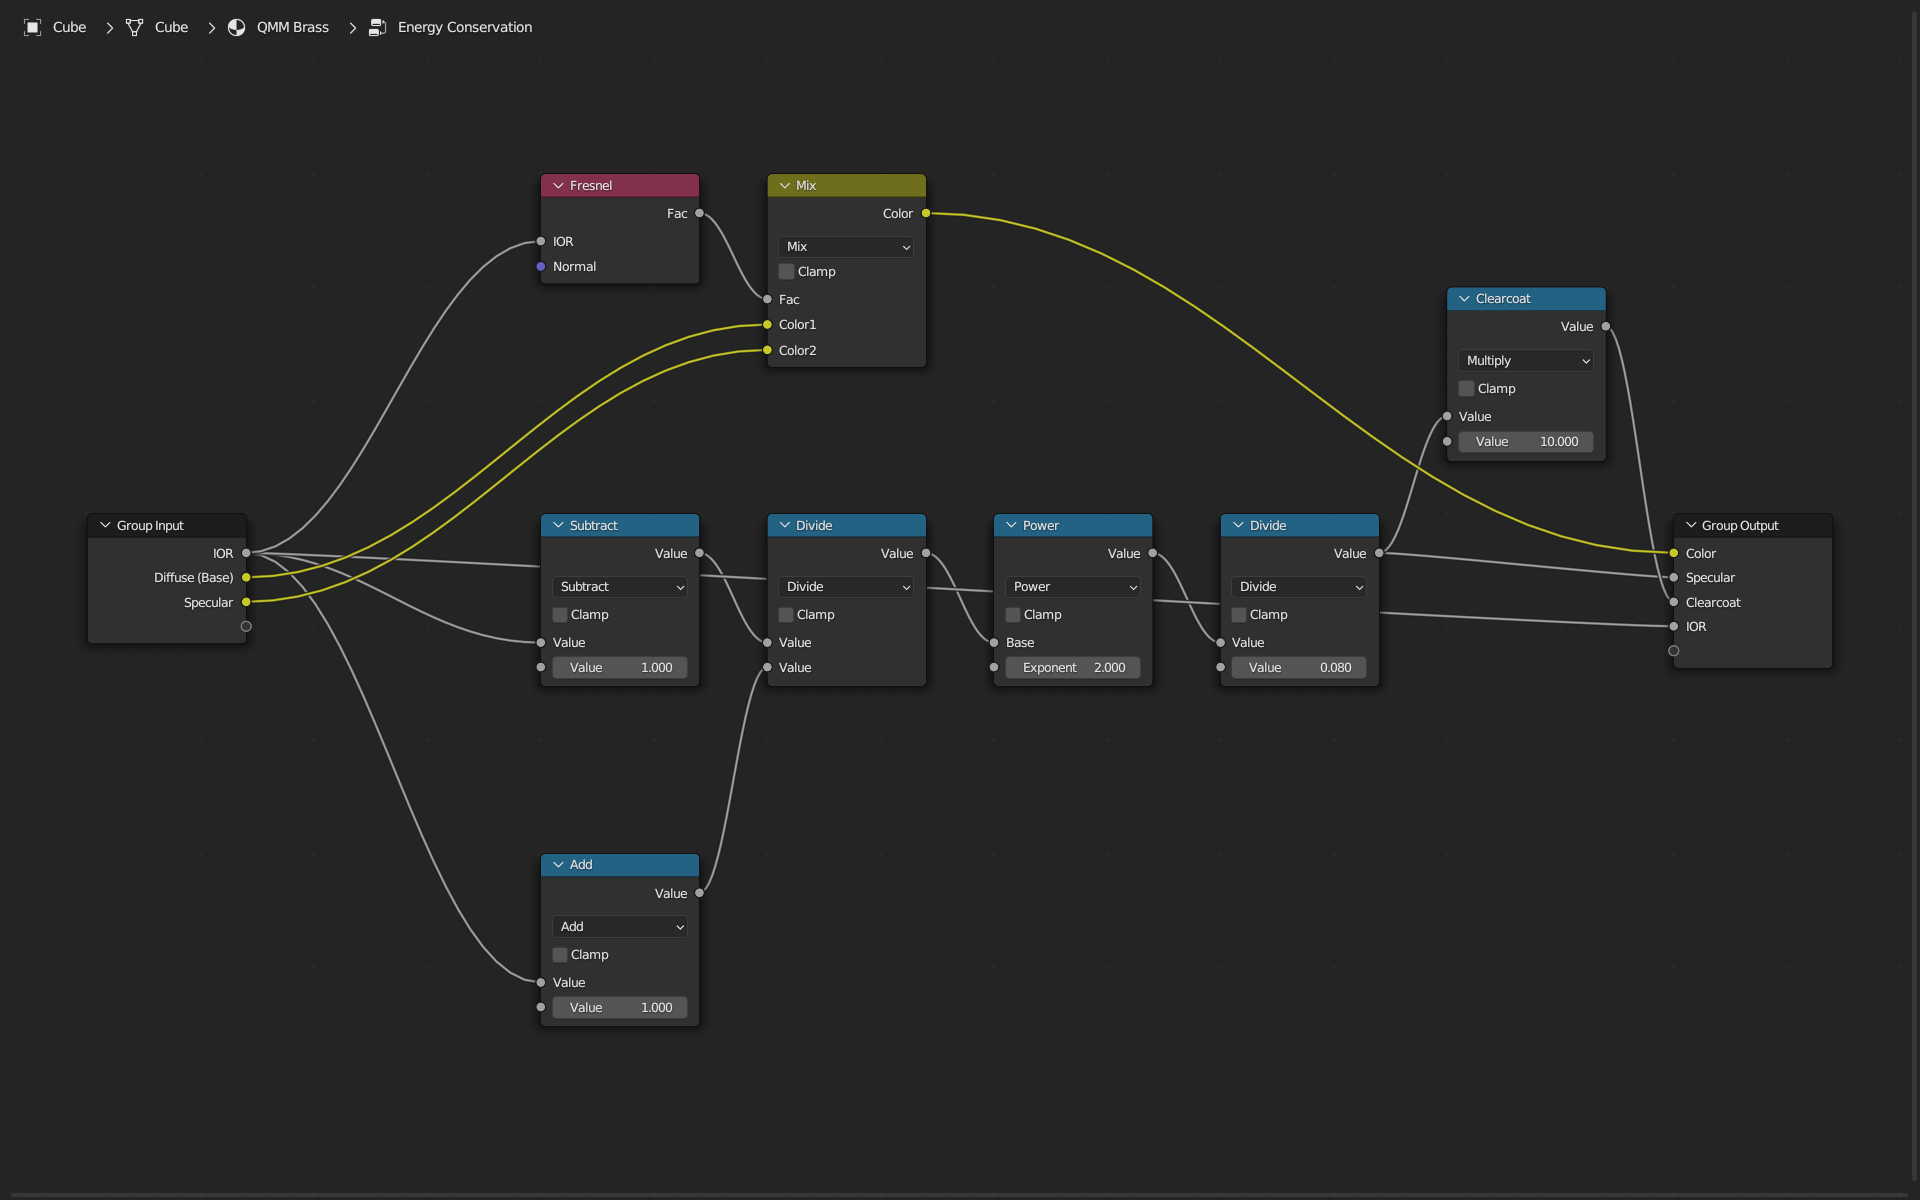 Cube > Cube > QMM Brass > Energy Conservation
Fresnel
Fac
IOR
Normal
Mix
Color
Mix
Clamp
Fac
Color1
Color2
Clearcoat
Value
Multiply
Clamp
Value
Value 10.000
Group Input
IOR
Diffuse (Base)
Specular
Subtract
Value
Subtract
Clamp
Value
Value 1.000
Divide
Value
Divide
Clamp
Value
Value
Power
Value
Power
Clamp
Base
Exponent 2.000
Divide
Value
Divide
Clamp
Value
Value 0.080
Group Output
Color
Specular
Clearcoat
IOR
Add
Value
Add
Clamp
Value
Value 1.000